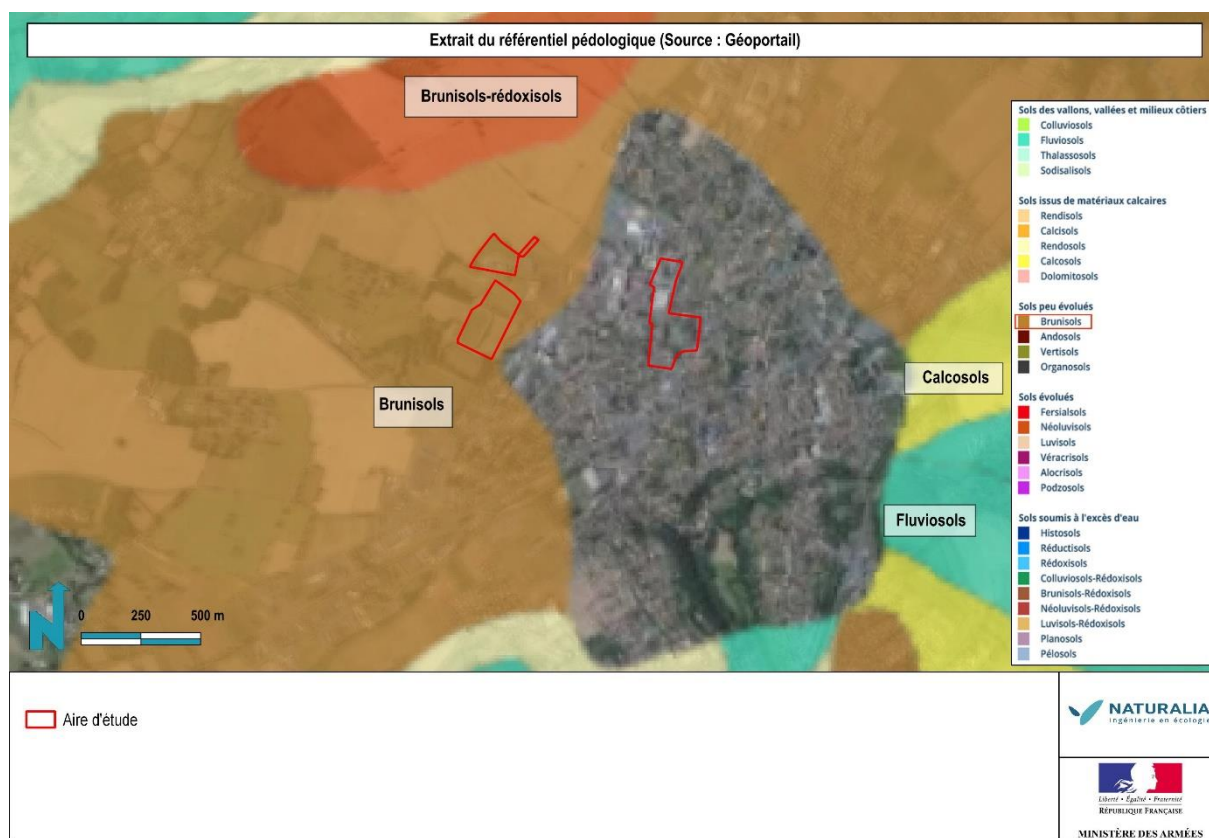 Extrait du référentiel pédologique (Source : Géoportail)
Brunisols-rédoxisols
Brunisols
Calcosols
Fluviosols
N
0 250 500 m
Sols des vallons, vallées et milieux côtiers
Colluviosols
Fluviosols
Thalassosols
Sodisalisols
Sols issus de matériaux calcaires
Rendisols
Calcisols
Rendosols
Calcosols
Dolomitosols
Sols peu évolués
Brunisols
Andosols
Vertisols
Organosols
Sols évolués
Fersialsols
Néoluvisols
Luvisols
Véracrisols
Alocrisols
Podzosols
Sols soumis à l'excès d'eau
Histosols
Réductisols
Rédoxisols
Colluviosols-Rédoxisols
Brunisols-Rédoxisols
Néoluvisols-Rédoxisols
Luvisols-Rédoxisols
Planosols
Pélosols
Aire d'étude
NATURALIA
ingénierie en écologie
Liberté • Égalité • Fraternité
RÉPUBLIQUE FRANÇAISE
MINISTÈRE DES ARMÉES